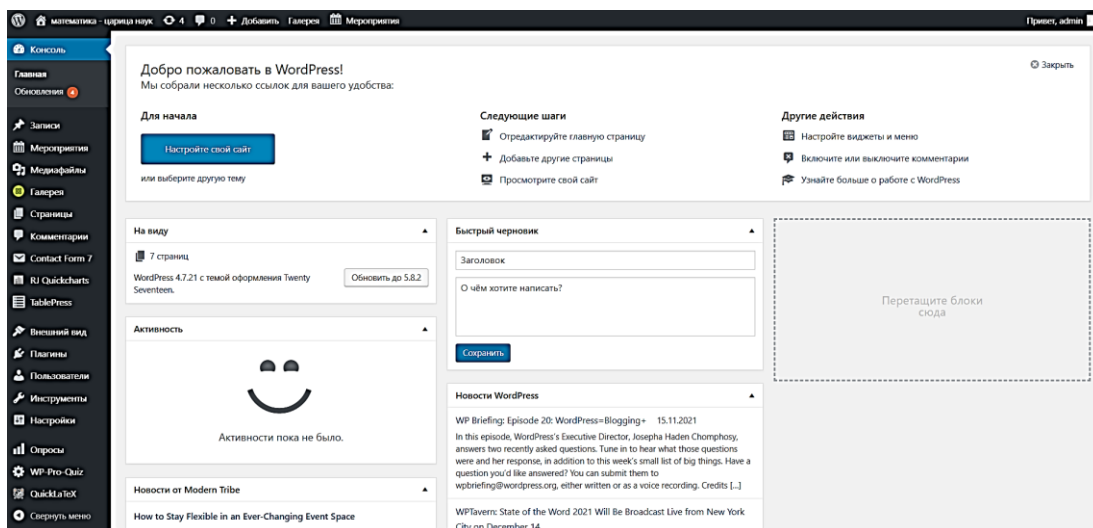 математика - царица наук 4 0 + Добавить Галерея Мероприятия Привет, admin
Консоль
Главная
Обновления 4
Записи
Мероприятия
Медиафайлы
Галерея
Страницы
Комментарии
Contact Form 7
RJ Quickcharts
TablePress
Внешний вид
Плагины
Пользователи
Инструменты
Настройки
Опросы
WP-Pro-Quiz
QuickLaTeX
Свернуть меню
Добро пожаловать в WordPress!
Закрыть
Мы собрали несколько ссылок для вашего удобства:
Для начала
Настройте свой сайт
или выберите другую тему
Следующие шаги
Отредактируйте главную страницу
Добавьте другие страницы
Просмотрите свой сайт
Другие действия
Настройте виджеты и меню
Включите или выключите комментарии
Узнайте больше о работе с WordPress
На виду
7 страниц
WordPress 4.7.21 с темой оформления Twenty
Seventeen.
Обновить до 5.8.2
Активность
Активности пока не было.
Новости от Modern Tribe
How to Stay Flexible in an Ever-Changing Event Space
Быстрый черновик
Заголовок
О чём хотите написать?
Сохранить
Новости WordPress
WP Briefing: Episode 20: WordPress=Blogging+ 15.11.2021
In this episode, WordPress's Executive Director, Josepha Haden Chomphosy,
answers two recently asked questions. Tune in to hear what those questions
were and her response, in addition to this week's small list of big things. Have a
question you'd like answered? You can submit them to
wpbriefing@wordpress.org, either written or as a voice recording. Credits [...]
WPTavern: State of the Word 2021 Will Be Broadcast Live from New York
City on December 14
Перетащите блоки
сюда